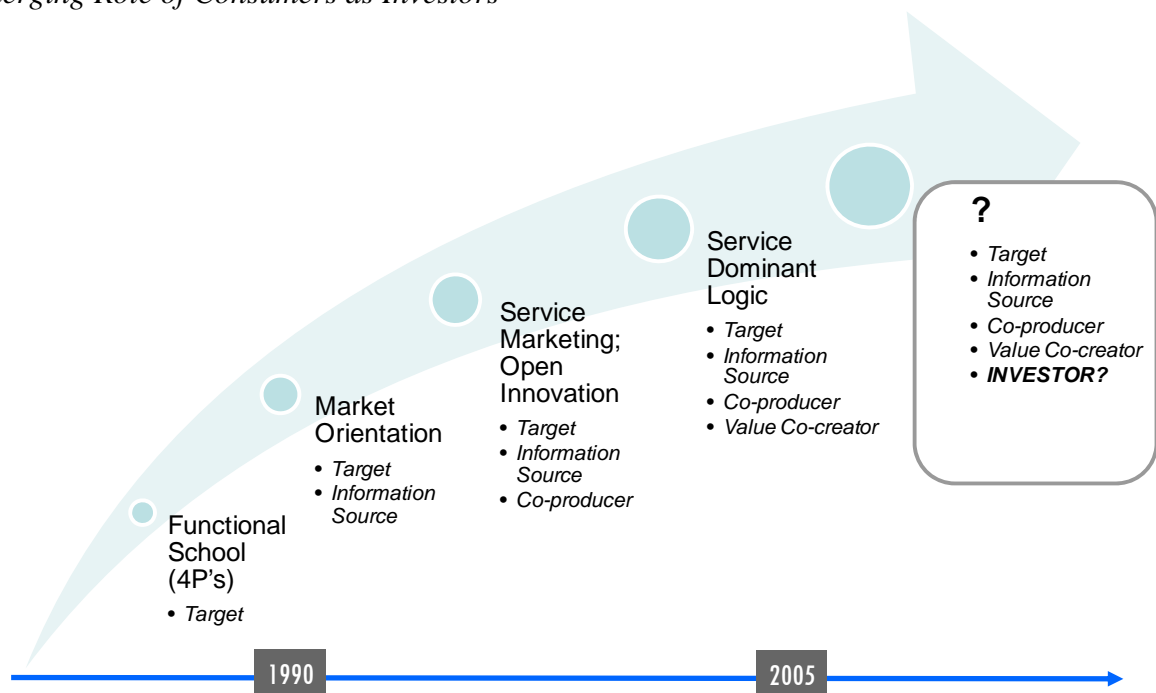 erging Role of Consumers as Investors
Functional
School
(4P's)
• Target
Market
Orientation
• Target
• Information
Source
Service
Marketing;
Open
Innovation
• Target
• Information
Source
• Co-producer
Service
Dominant
Logic
• Target
• Information
Source
• Co-producer
• Value Co-creator
?
• Target
• Information
Source
• Co-producer
• Value Co-creator
• INVESTOR?
1990
2005